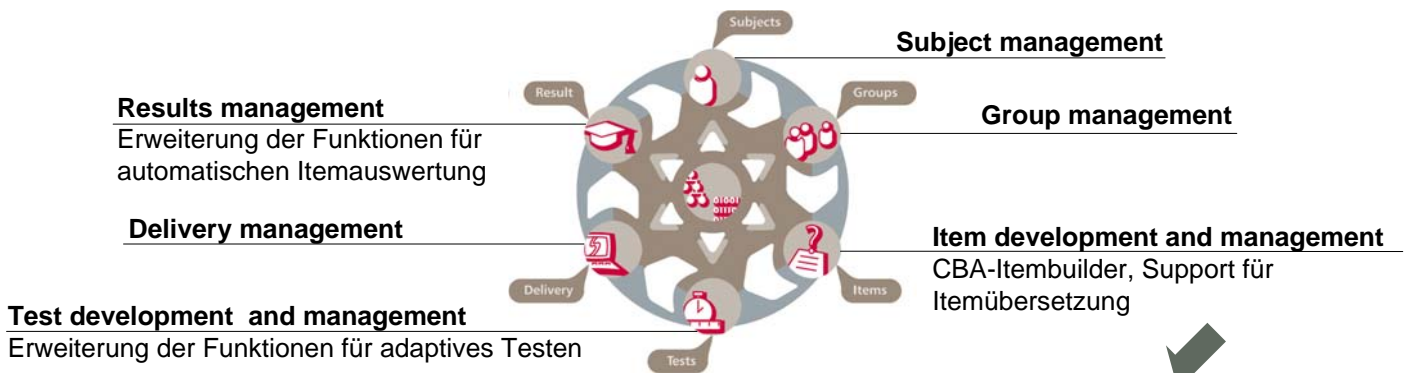 Subjects
Subject management
Result
Groups
Results management
Erweiterung der Funktionen für
automatischen Itemauswertung
Group management
Delivery management
Item development and management
CBA-Itembuilder, Support für
Itemübersetzung
Delivery
Items
Test development  and management
Erweiterung der Funktionen für adaptives Testen
Tests